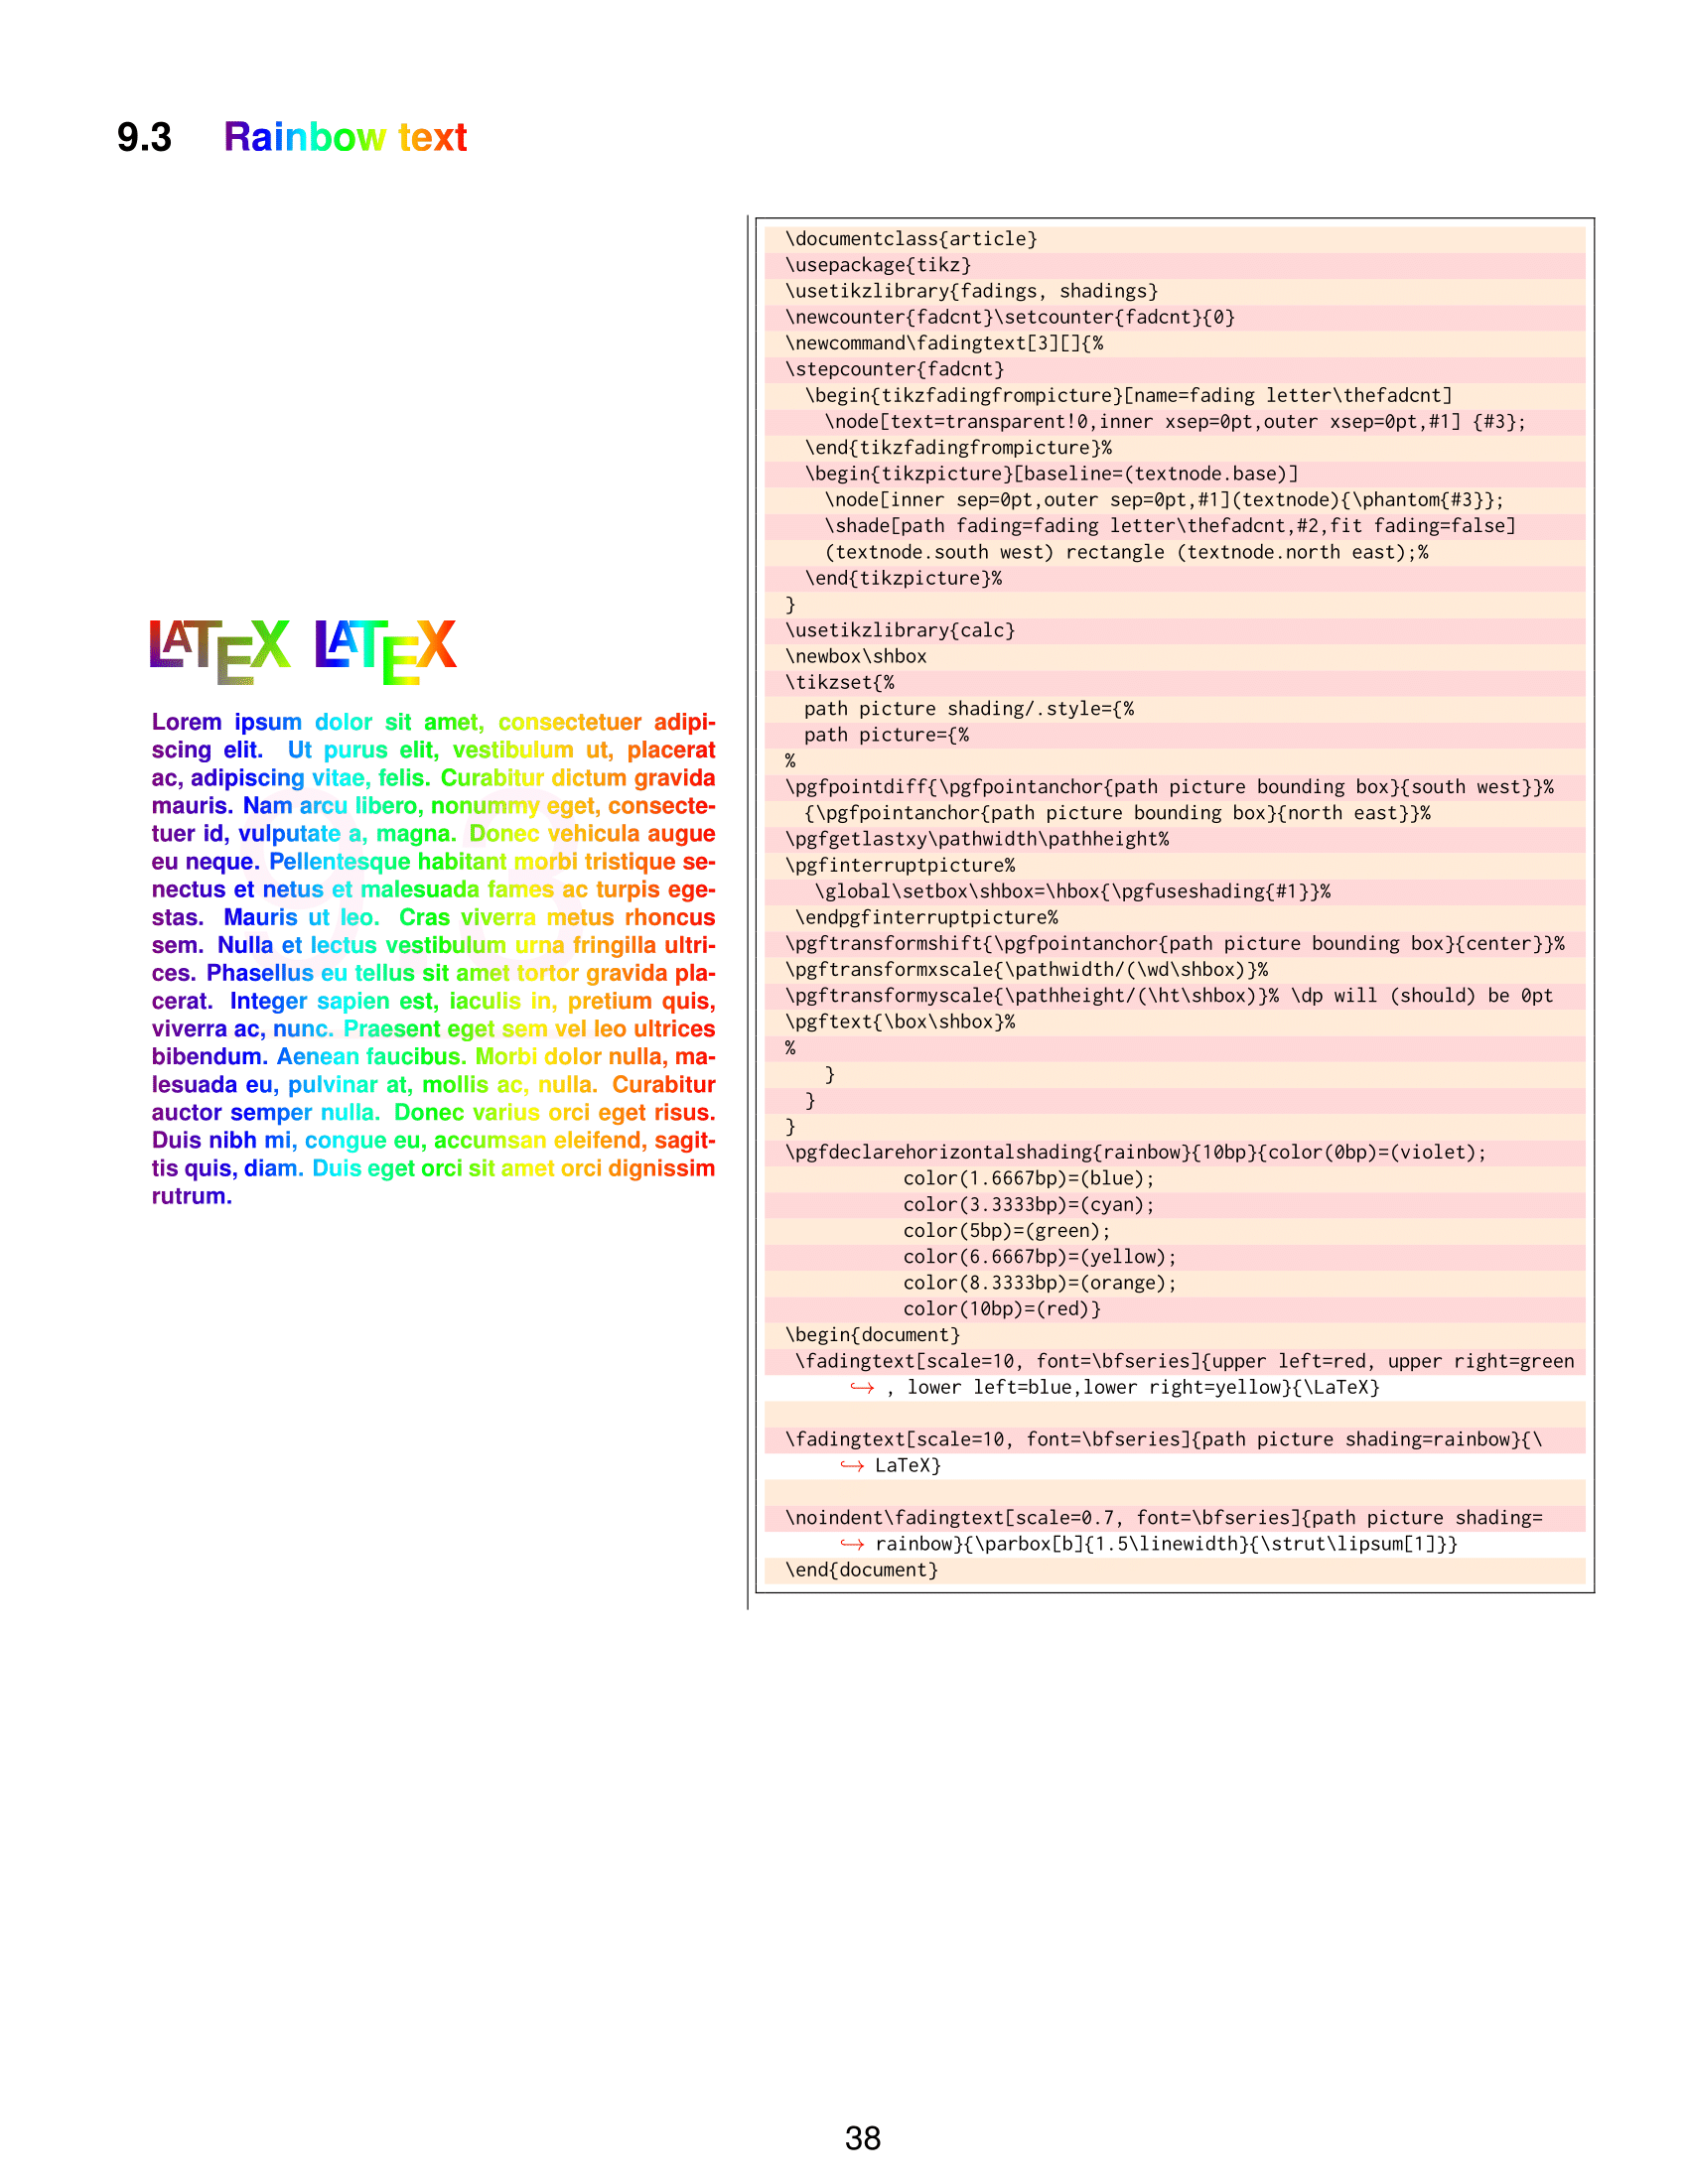 9.3 Rainbow text
LATEX LATEX
Lorem ipsum dolor sit amet, consectetuer adipi-
scing elit. Ut purus elit, vestibulum ut, placerat
ac, adipiscing vitae, felis. Curabitur dictum gravida
mauris. Nam arcu libero, nonummy eget, consecte-
tuer id, vulputate a, magna. Donec vehicula augue
eu neque. Pellentesque habitant morbi tristique se-
nectus et netus et malesuada fames ac turpis ege-
stas. Mauris ut leo. Cras viverra metus rhoncus
sem. Nulla et lectus vestibulum urna fringilla ultri-
ces. Phasellus eu tellus sit amet tortor gravida pla-
cerat. Integer sapien est, iaculis in, pretium quis,
viverra ac, nunc. Praesent eget sem vel leo ultrices
bibendum. Aenean faucibus. Morbi dolor nulla, ma-
lesuada eu, pulvinar at, mollis ac, nulla. Curabitur
auctor semper nulla. Donec varius orci eget risus.
Duis nibh mi, congue eu, accumsan eleifend, sagit-
tis quis, diam. Duis eget orci sit amet orci dignissim
rutrum.
\documentclass{article}
\usepackage{tikz}
\usetikzlibrary{fadings, shadings}
\newcounter{fadcnt}\setcounter{fadcnt}{0}
\newcommand\fadingtext[3][]{%
\stepcounter{fadcnt}
\begin{tikzfadingfrompicture}[name=fading letter\thefadcnt]
\node[text=transparent!0,inner xsep=0pt,outer xsep=0pt,#1] {#3};
\end{tikzfadingfrompicture}%
\begin{tikzpicture}[baseline=(textnode.base)]
\node[inner sep=0pt,outer sep=0pt,#1](textnode){\phantom{#3}};
\shade[path fading=fading letter\thefadcnt,#2,fit fading=false]
(textnode.south west) rectangle (textnode.north east);%
\end{tikzpicture}%
}
\usetikzlibrary{calc}
\newbox\shbox
\tikzset{%
path picture shading/.style={%
path picture={%
%
\pgfpointdiff{\pgfpointanchor{path picture bounding box}{south west}}%
{\pgfpointanchor{path picture bounding box}{north east}}%
\pgfgetlastxy\pathwidth\pathheight%
\pgfinterruptpicture%
\global\setbox\shbox=\hbox{\pgfuseshading{#1}}%
\endpgfinterruptpicture%
\pgftransformshift{\pgfpointanchor{path picture bounding box}{center}}%
\pgftransformxscale{\pathwidth/(\wd\shbox)}%
\pgftransformyscale{\pathheight/(\ht\shbox)}% \dp will (should) be 0pt
\pgftext{\box\shbox}%
%
}
}
}
\pgfdeclarehorizontalshading{rainbow}{10bp}{color(0bp)=(violet);
color(1.6667bp)=(blue);
color(3.3333bp)=(cyan);
color(5bp)=(green);
color(6.6667bp)=(yellow);
color(8.3333bp)=(orange);
color(10bp)=(red)}
\begin{document}
\fadingtext[scale=10, font=\bfseries]{upper left=red, upper right=green
↪ , lower left=blue,lower right=yellow}{\LaTeX}
\fadingtext[scale=10, font=\bfseries]{path picture shading=rainbow}{\
↪ LaTeX}
\noindent\fadingtext[scale=0.7, font=\bfseries]{path picture shading=
↪ rainbow}{\parbox[b]{1.5\linewidth}{\strut\lipsum[1]}}
\end{document}
38